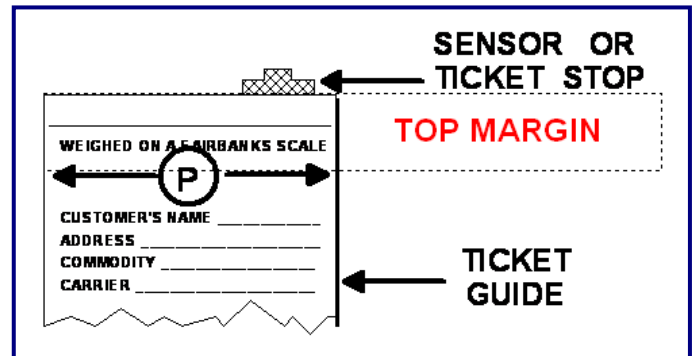 SENSOR OR
TICKET STOP
TOP MARGIN
WEIGHED ON A FAIRBANKS SCALE
P
CUSTOMER'S NAME
ADDRESS
COMMODITY
CARRIER
TICKET
GUIDE